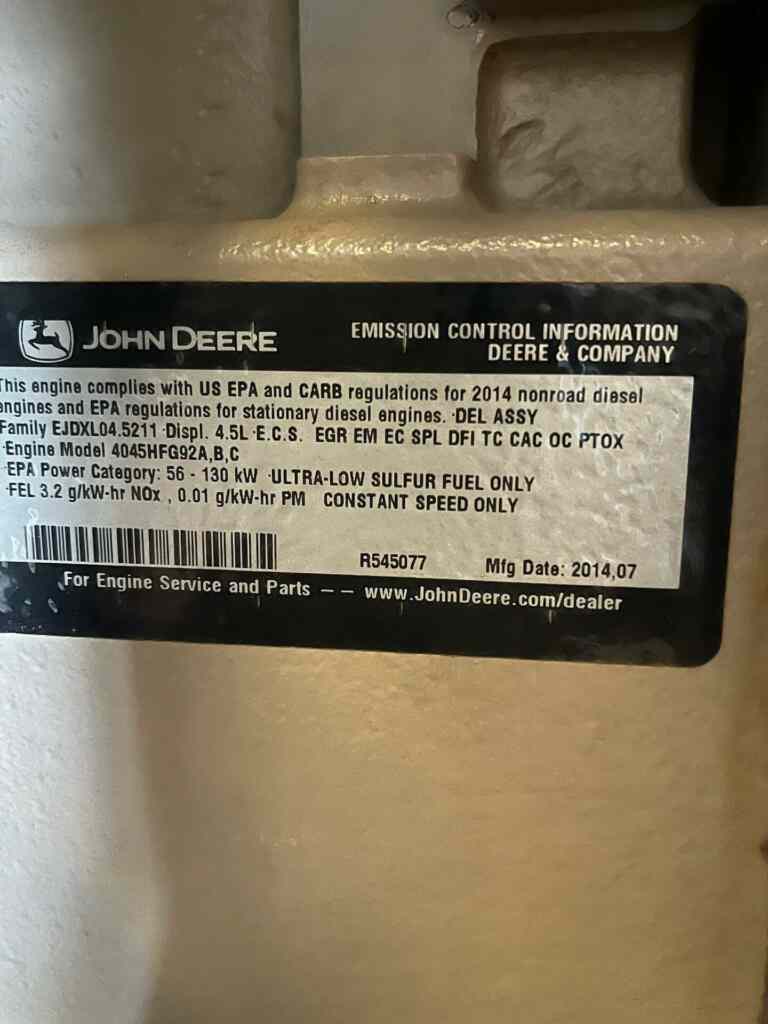 JOHN DEERE
EMISSION CONTROL INFORMATION
DEERE & COMPANY
This engine complies with US EPA and CARB regulations for 2014 nonroad diesel
engines and EPA regulations for stationary diesel engines. ·DEL ASSY
Family EJDXL04.5211 ·Displ. 4.5L ·E.C.S. EGR EM EC SPL DFI TC CAC OC PTOX
·Engine Model 4045HFG92A,B,C
·EPA Power Category: 56 - 130 kW ·ULTRA-LOW SULFUR FUEL ONLY
·FEL 3.2 g/kW-hr NOx , 0.01 g/kW-hr PM CONSTANT SPEED ONLY
R545077 Mfg Date: 2014,07
For Engine Service and Parts -- www.JohnDeere.com/dealer